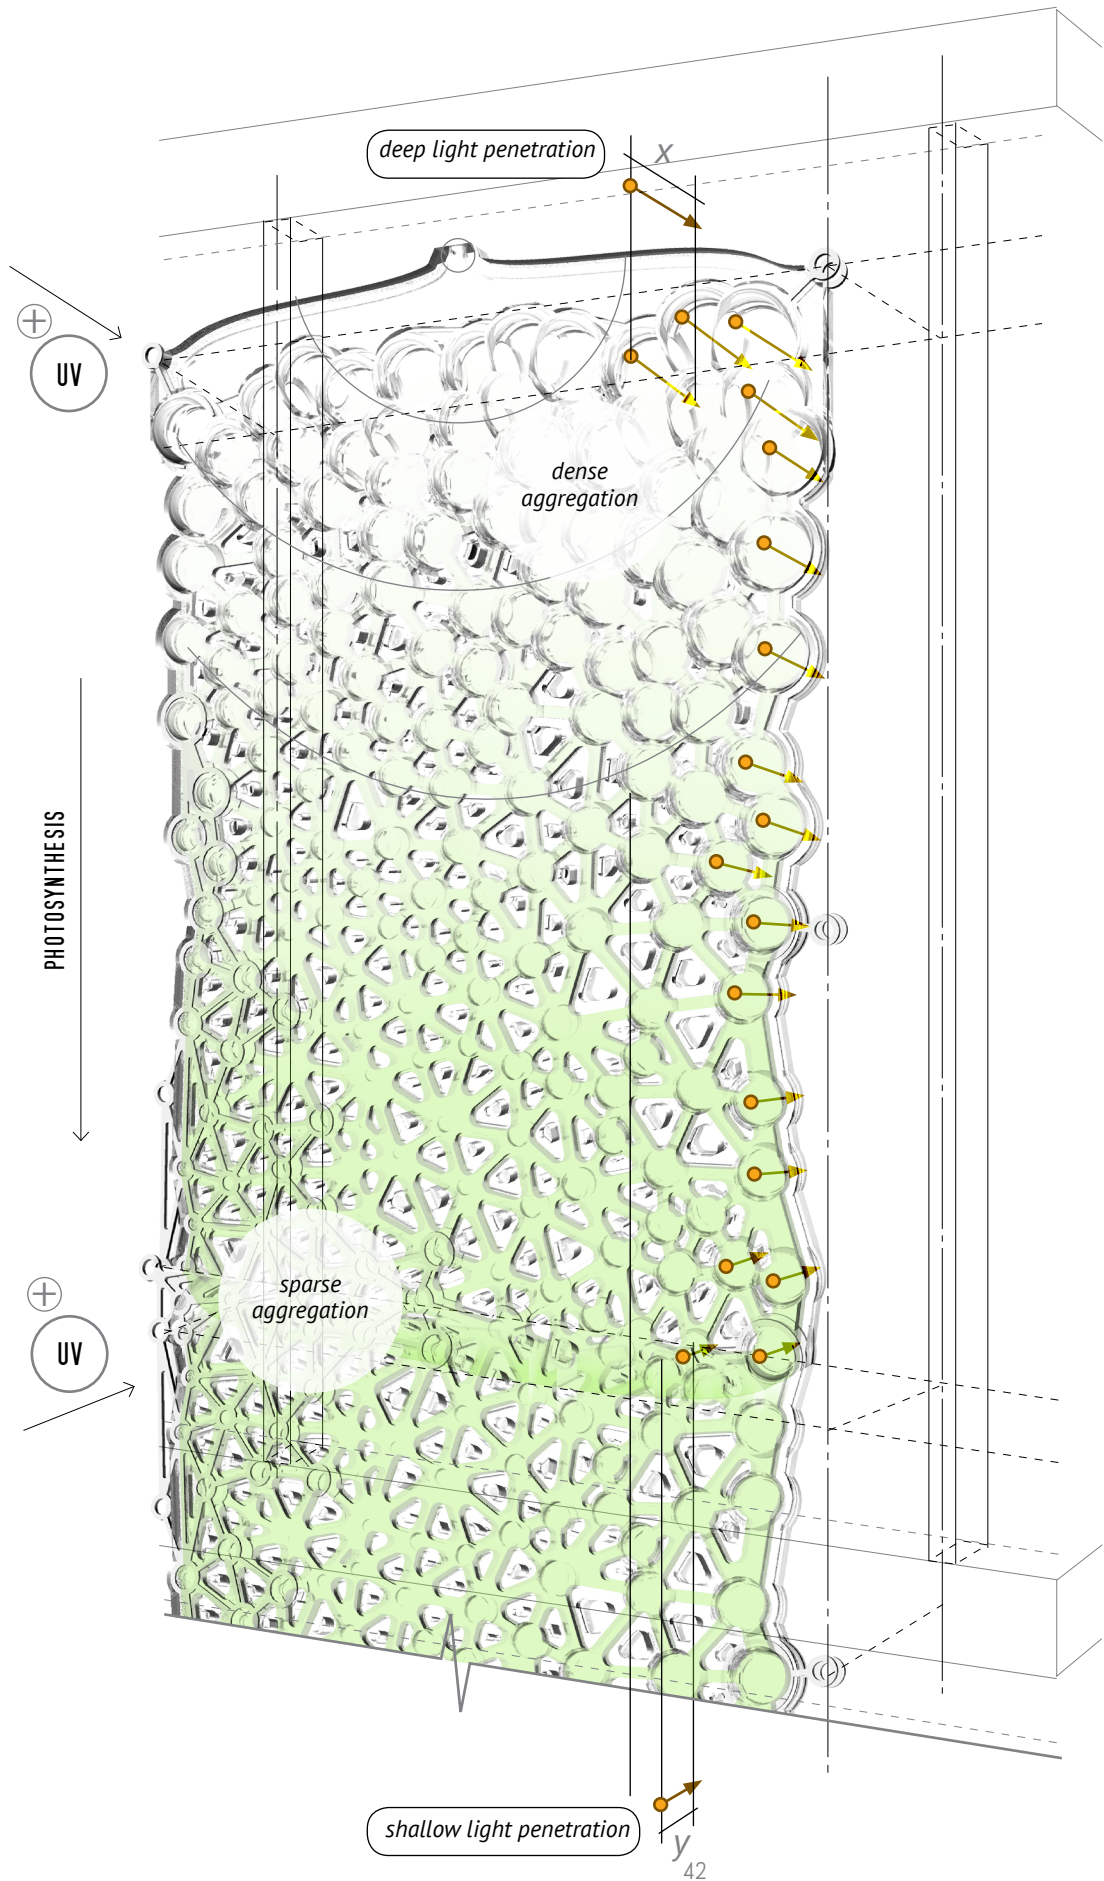 deep light penetration
x
+
UV
dense
aggregation
PHOTOSYNTHESIS
sparse
aggregation
+
UV
shallow light penetration
y
42